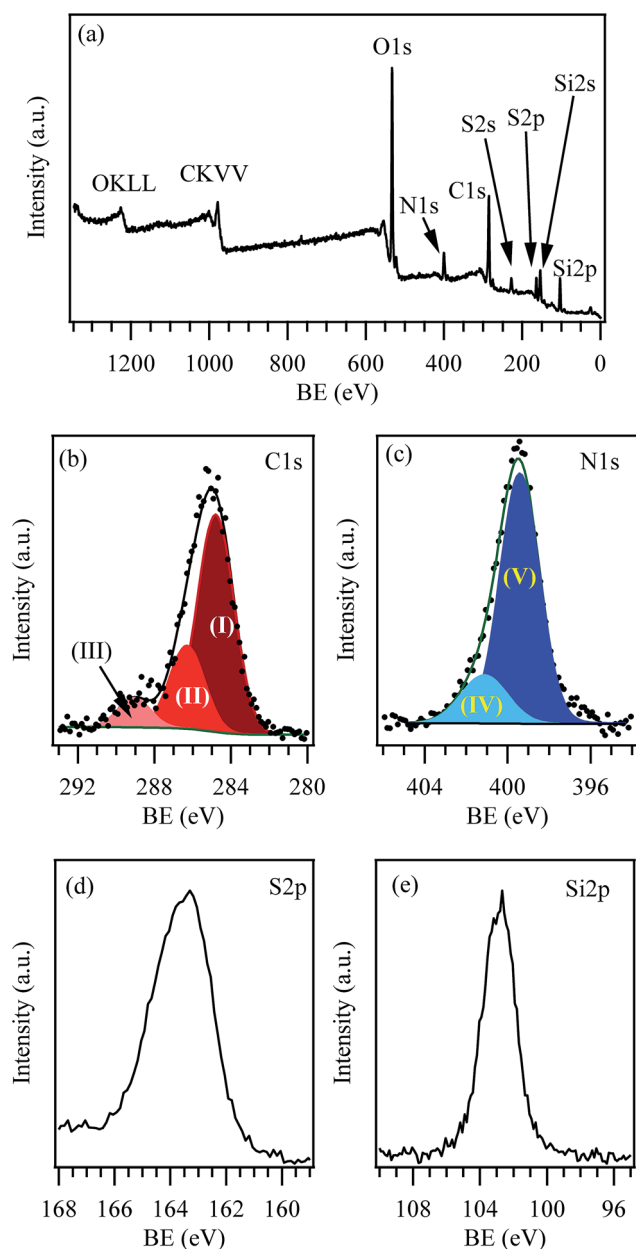 (a)
O1s
Si2s
S2p
S2s
CKVV
OKLL
C1s
N1s
Si2p
Intensity (a.u.)
1200 1000 800 600 400 200 0
BE (eV)
(b) C1s
(I)
(III)
(II)
Intensity (a.u.)
292 288 284 280
BE (eV)
(c) N1s
(V)
(IV)
Intensity (a.u.)
404 400 396
BE (eV)
(d) S2p
Intensity (a.u.)
168 166 164 162 160
BE (eV)
(e) Si2p
Intensity (a.u.)
108 104 100 96
BE (eV)